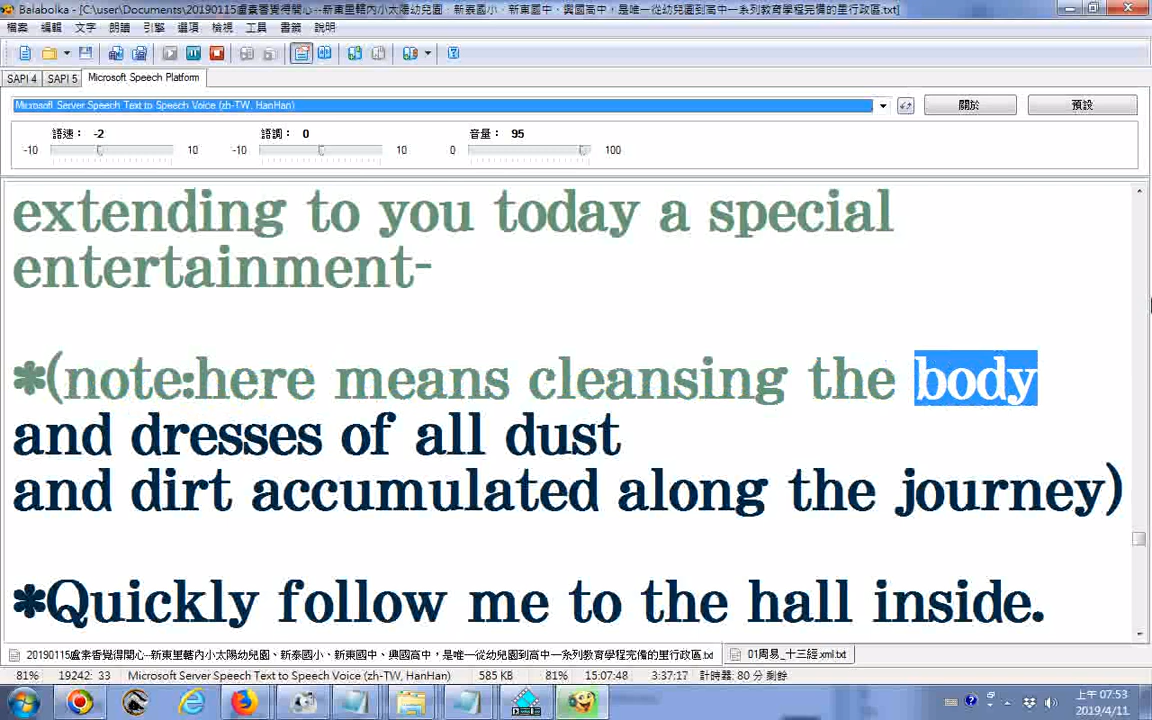 Balabolka - [C:\user\Documents\20190115盧素香覺得開心--新東里轄內小太陽幼兒園、新泰國小、新東國中、興國高中，是唯一從幼兒園到高中一系列教育學程完備的里行政區.txt]
檔案 編輯 文字 朗讀 引擎 選項 檢視 工具 書籤 說明
SAPI 4 SAPI 5 Microsoft Speech Platform
Microsoft Server Speech Text to Speech Voice (zh-TW, HanHan) 關於 預設
語速： -2 語調： 0 音量： 95
-10 10 -10 10 0 100
extending to you today a special
entertainment-
*(note:here means cleansing the body
and dresses of all dust
and dirt accumulated along the journey)
*Quickly follow me to the hall inside.
20190115盧素香覺得開心--新東里轄內小太陽幼兒園、新泰國小、新東國中、興國高中，是唯一從幼兒園到高中一系列教育學程完備的里行政區.txt 01周易_十三經.xml.txt
81% 19242: 33 Microsoft Server Speech Text to Speech Voice (zh-TW, HanHan) 585 KB 81% 15:07:48 3:37:17 計時器: 80 分 剩餘
上午 07:53
2019/4/11